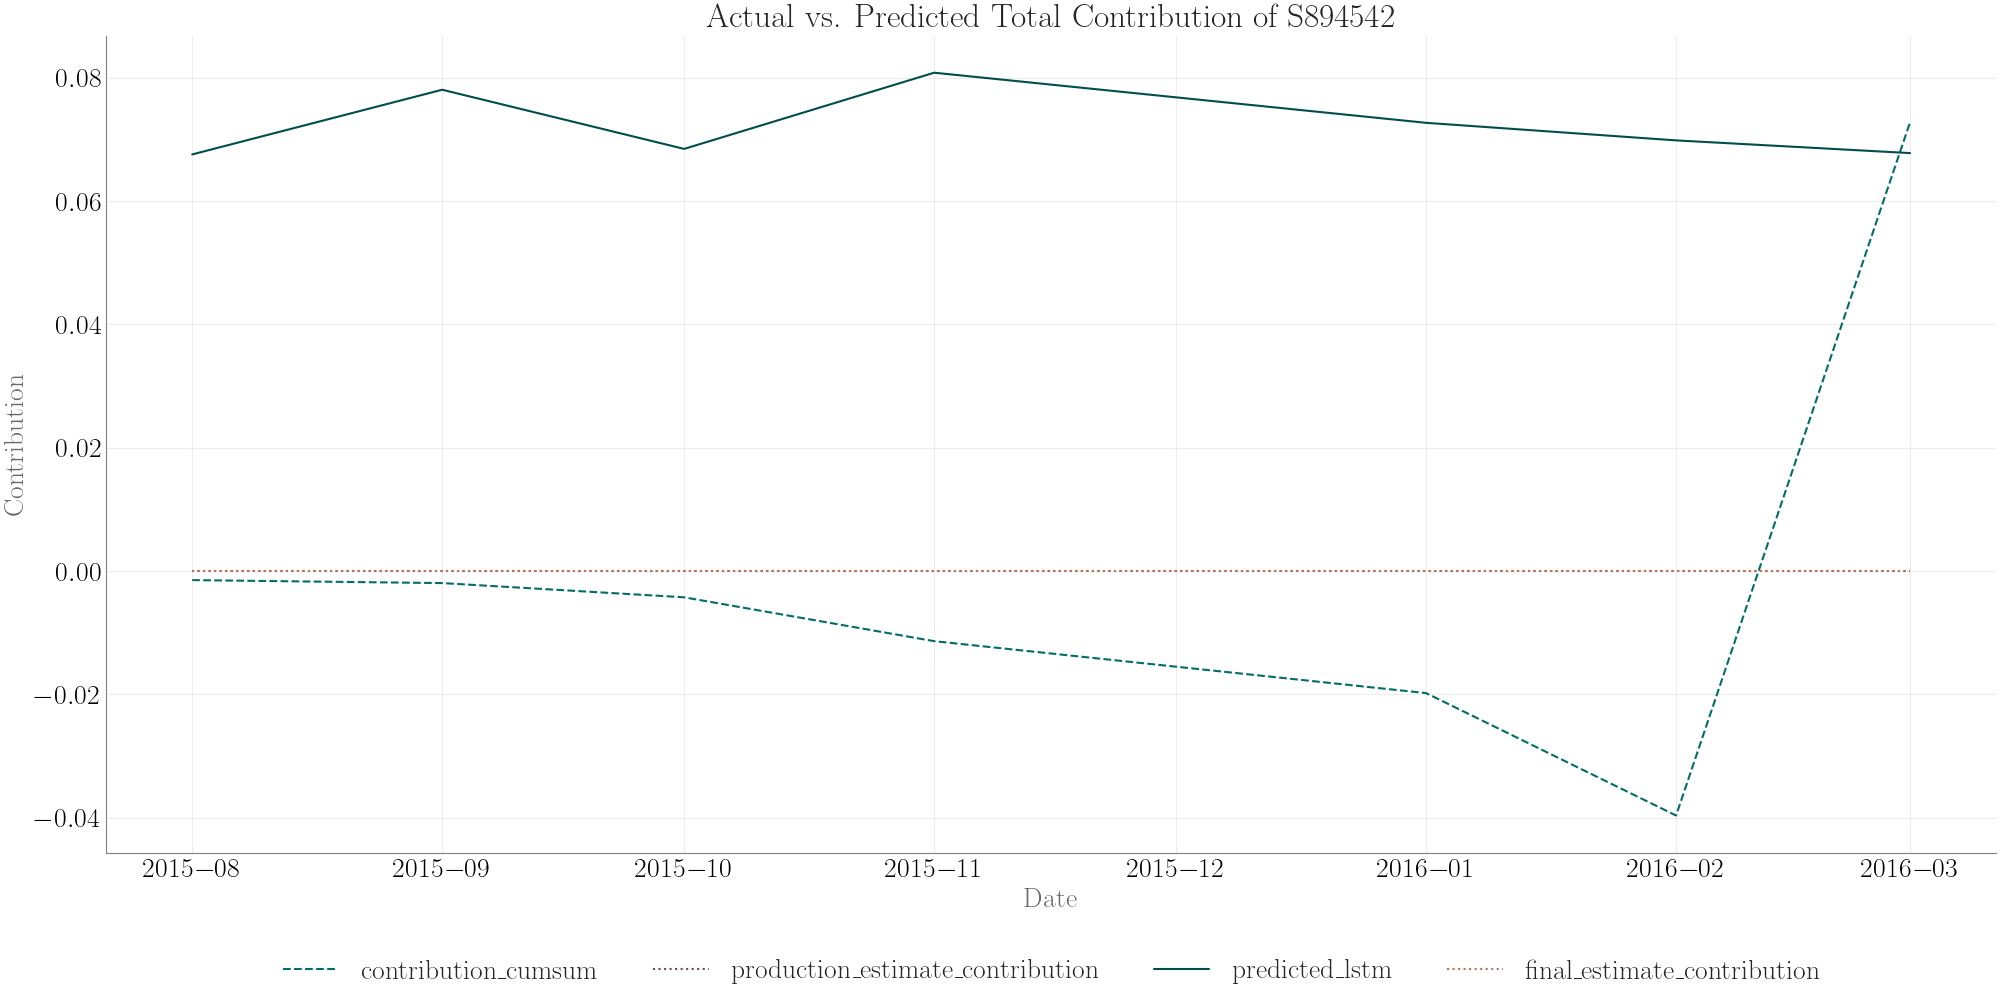 Actual vs. Predicted Total Contribution of S894542
0.08
0.06
0.04
0.02
0.00
−0.02
−0.04
Contribution
2015−08 2015−09 2015−10 2015−11 2015−12 2016−01 2016−02 2016−03
Date
contribution_cumsum production_estimate_contribution predicted_lstm final_estimate_contribution